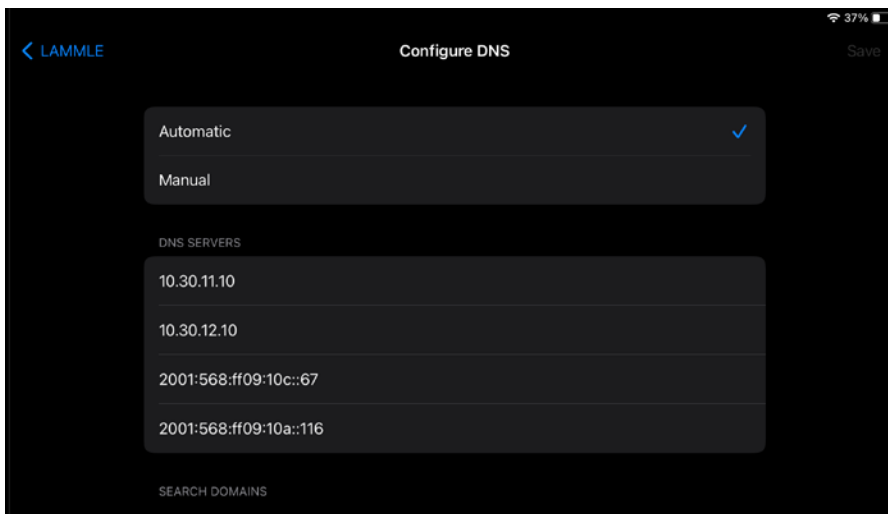 37%
LAMMLE
Configure DNS
Save
Automatic
Manual
DNS SERVERS
10.30.11.10
10.30.12.10
2001:568:ff09:10c::67
2001:568:ff09:10a::116
SEARCH DOMAINS